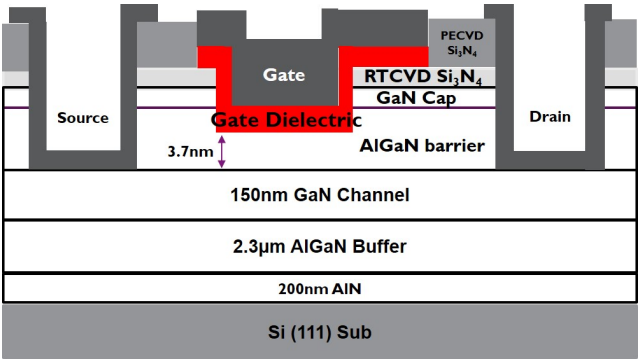 PECVD
Si₃N₄
Gate
RTCVD Si₃N₄
GaN Cap
Source
Gate Dielectric
Drain
3.7nm
AlGaN barrier
150nm GaN Channel
2.3μm AlGaN Buffer
200nm AlN
Si (111) Sub